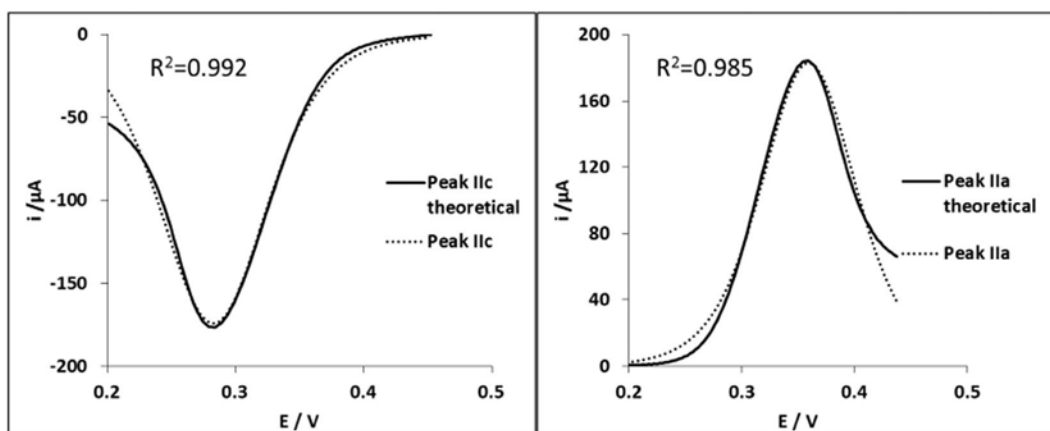 0
-50
-100
-150
-200
i /µA
R²=0.992
Peak IIc
theoretical
Peak IIc
0.2
0.3
0.4
0.5
E / V
200
160
120
80
40
0
i /µA
R²=0.985
Peak IIa
theoretical
Peak IIa
0.2
0.3
0.4
0.5
E / V